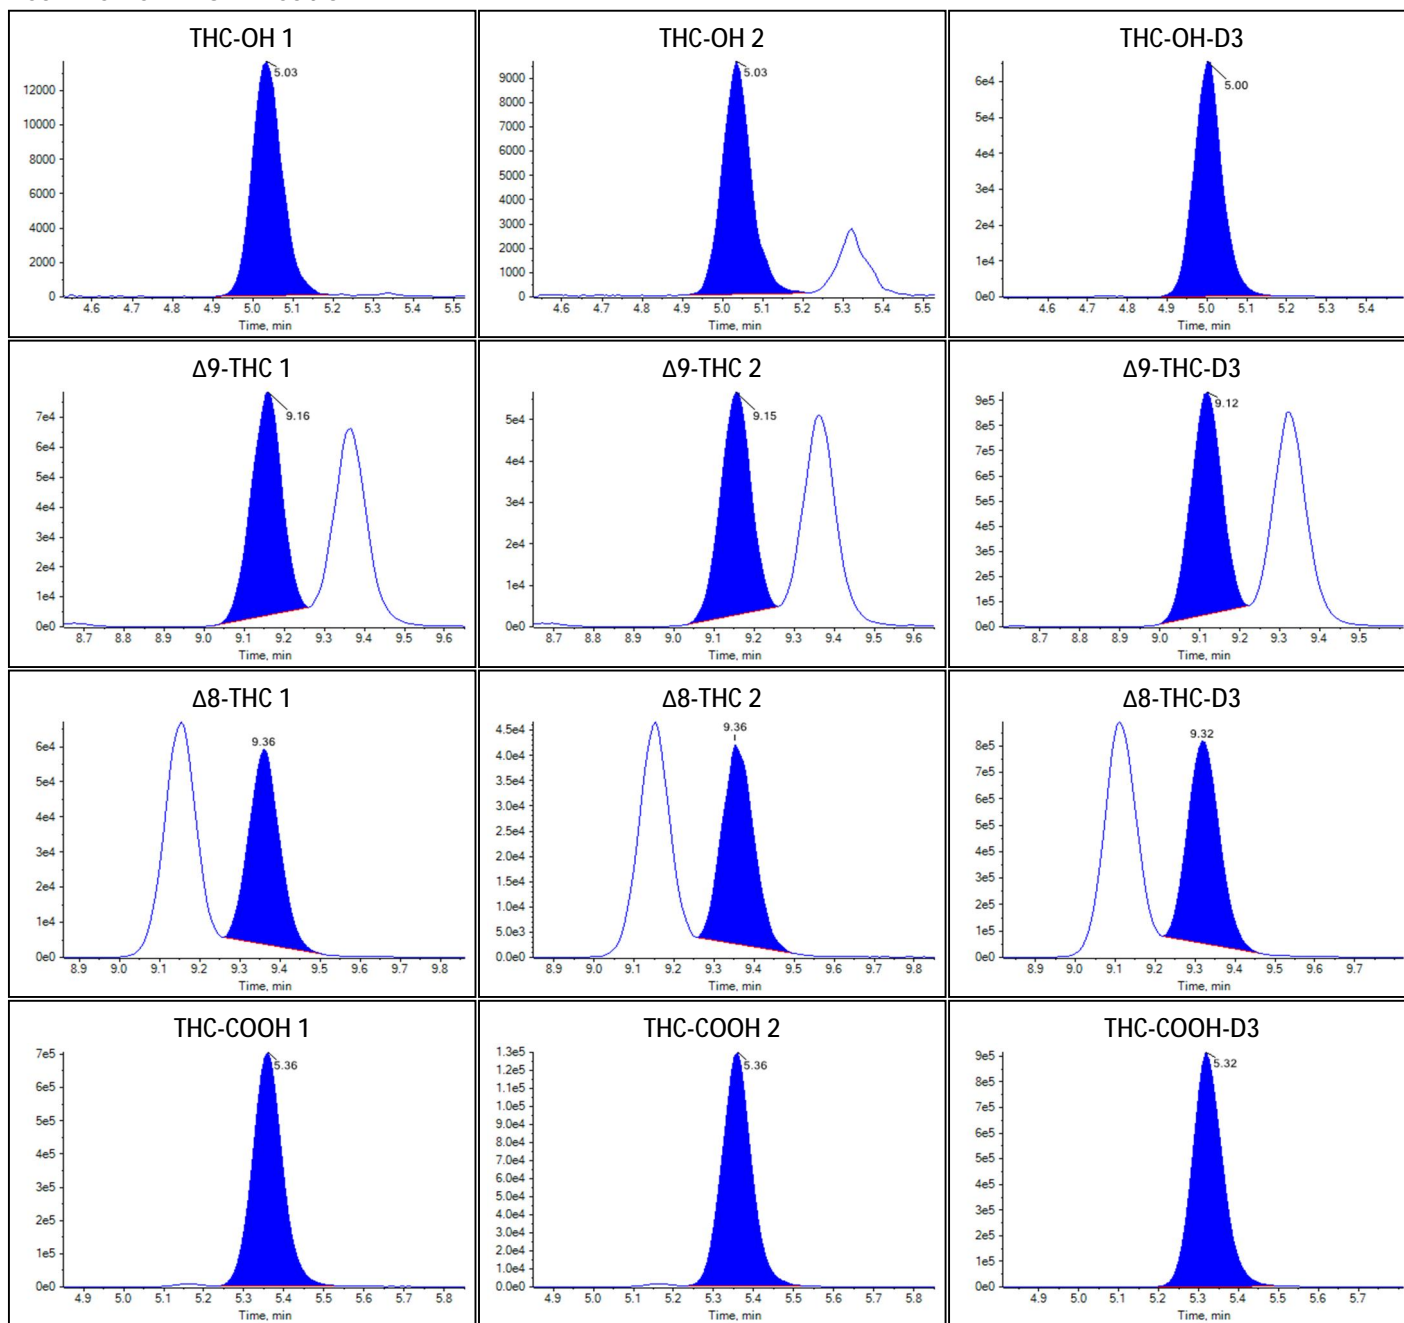 THC-OH 1
5.03
12000
10000
8000
6000
4000
2000
0
4.6 4.7 4.8 4.9 5.0 5.1 5.2 5.3 5.4 5.5
Time, min
THC-OH 2
5.03
9000
8000
7000
6000
5000
4000
3000
2000
1000
0
4.6 4.7 4.8 4.9 5.0 5.1 5.2 5.3 5.4 5.5
Time, min
THC-OH-D3
5.00
6e4
5e4
4e4
3e4
2e4
1e4
0e0
4.6 4.7 4.8 4.9 5.0 5.1 5.2 5.3 5.4
Time, min
Δ9-THC 1
9.16
7e4
6e4
5e4
4e4
3e4
2e4
1e4
0e0
8.7 8.8 8.9 9.0 9.1 9.2 9.3 9.4 9.5 9.6
Time, min
Δ9-THC 2
9.15
5e4
4e4
3e4
2e4
1e4
0e0
8.7 8.8 8.9 9.0 9.1 9.2 9.3 9.4 9.5 9.6
Time, min
Δ9-THC-D3
9.12
9e5
8e5
7e5
6e5
5e5
4e5
3e5
2e5
1e5
0e0
8.7 8.8 8.9 9.0 9.1 9.2 9.3 9.4 9.5
Time, min
Δ8-THC 1
9.36
6e4
5e4
4e4
3e4
2e4
1e4
0e0
8.9 9.0 9.1 9.2 9.3 9.4 9.5 9.6 9.7 9.8
Time, min
Δ8-THC 2
9.36
4.5e4
4.0e4
3.5e4
3.0e4
2.5e4
2.0e4
1.5e4
1.0e4
5.0e3
0.0e0
8.9 9.0 9.1 9.2 9.3 9.4 9.5 9.6 9.7 9.8
Time, min
Δ8-THC-D3
9.32
8e5
7e5
6e5
5e5
4e5
3e5
2e5
1e5
0e0
8.9 9.0 9.1 9.2 9.3 9.4 9.5 9.6 9.7
Time, min
THC-COOH 1
5.36
7e5
6e5
5e5
4e5
3e5
2e5
1e5
0e0
4.9 5.0 5.1 5.2 5.3 5.4 5.5 5.6 5.7 5.8
Time, min
THC-COOH 2
5.36
1.3e5
1.2e5
1.1e5
1.0e5
9.0e4
8.0e4
7.0e4
6.0e4
5.0e4
4.0e4
3.0e4
2.0e4
1.0e4
0.0e0
4.9 5.0 5.1 5.2 5.3 5.4 5.5 5.6 5.7 5.8
Time, min
THC-COOH-D3
5.32
9e5
8e5
7e5
6e5
5e5
4e5
3e5
2e5
1e5
0e0
4.9 5.0 5.1 5.2 5.3 5.4 5.5 5.6 5.7
Time, min